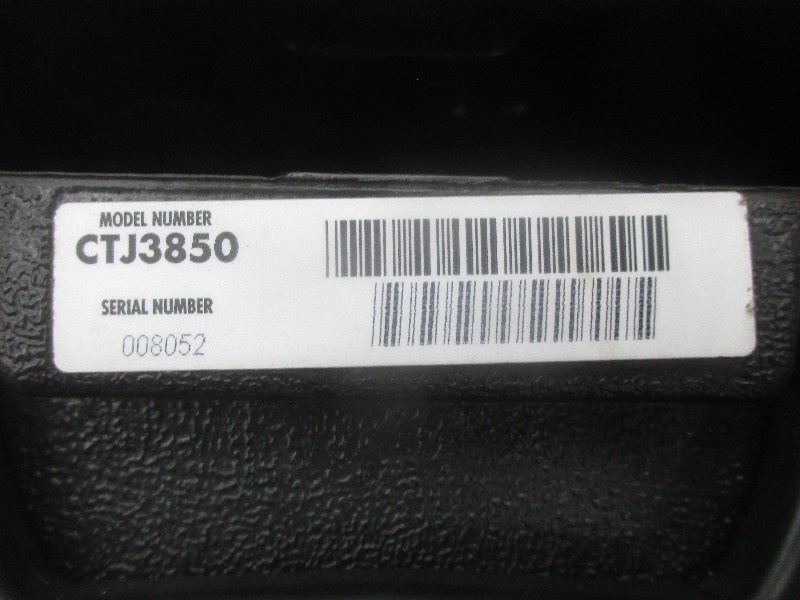 MODEL NUMBER
CTJ3850
SERIAL NUMBER
008052